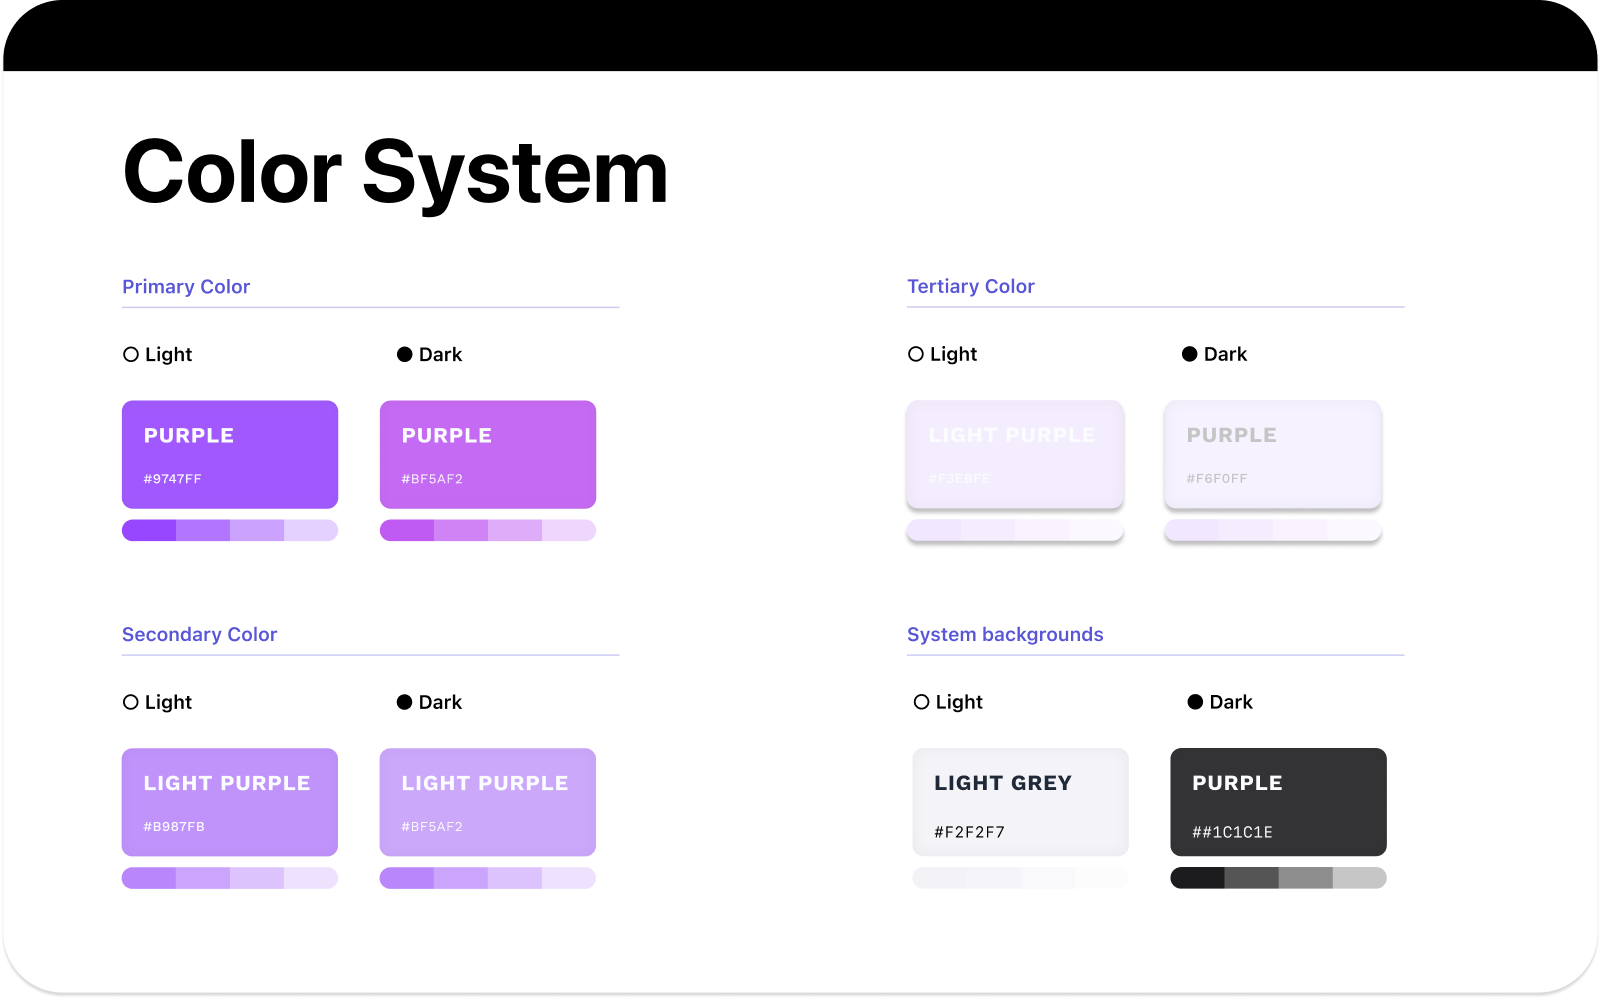 Color System
Primary Color
Light
Dark
PURPLE
#9747FF
PURPLE
#BF5AF2
Tertiary Color
Light
Dark
LIGHT PURPLE
#F3EBFE
PURPLE
#F6F0FF
Secondary Color
Light
Dark
LIGHT PURPLE
#B987FB
LIGHT PURPLE
#BF5AF2
System backgrounds
Light
Dark
LIGHT GREY
#F2F2F7
PURPLE
##1C1C1E